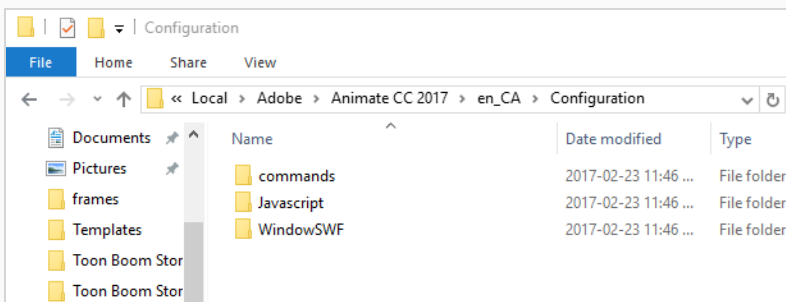 Configuration
File Home Share View
« Local > Adobe > Animate CC 2017 > en_CA > Configuration
Documents
Pictures
frames
Templates
Toon Boom Stor
Toon Boom Stor
Name Date modified Type
commands 2017-02-23 11:46 ... File folder
Javascript 2017-02-23 11:46 ... File folder
WindowSWF 2017-02-23 11:46 ... File folder